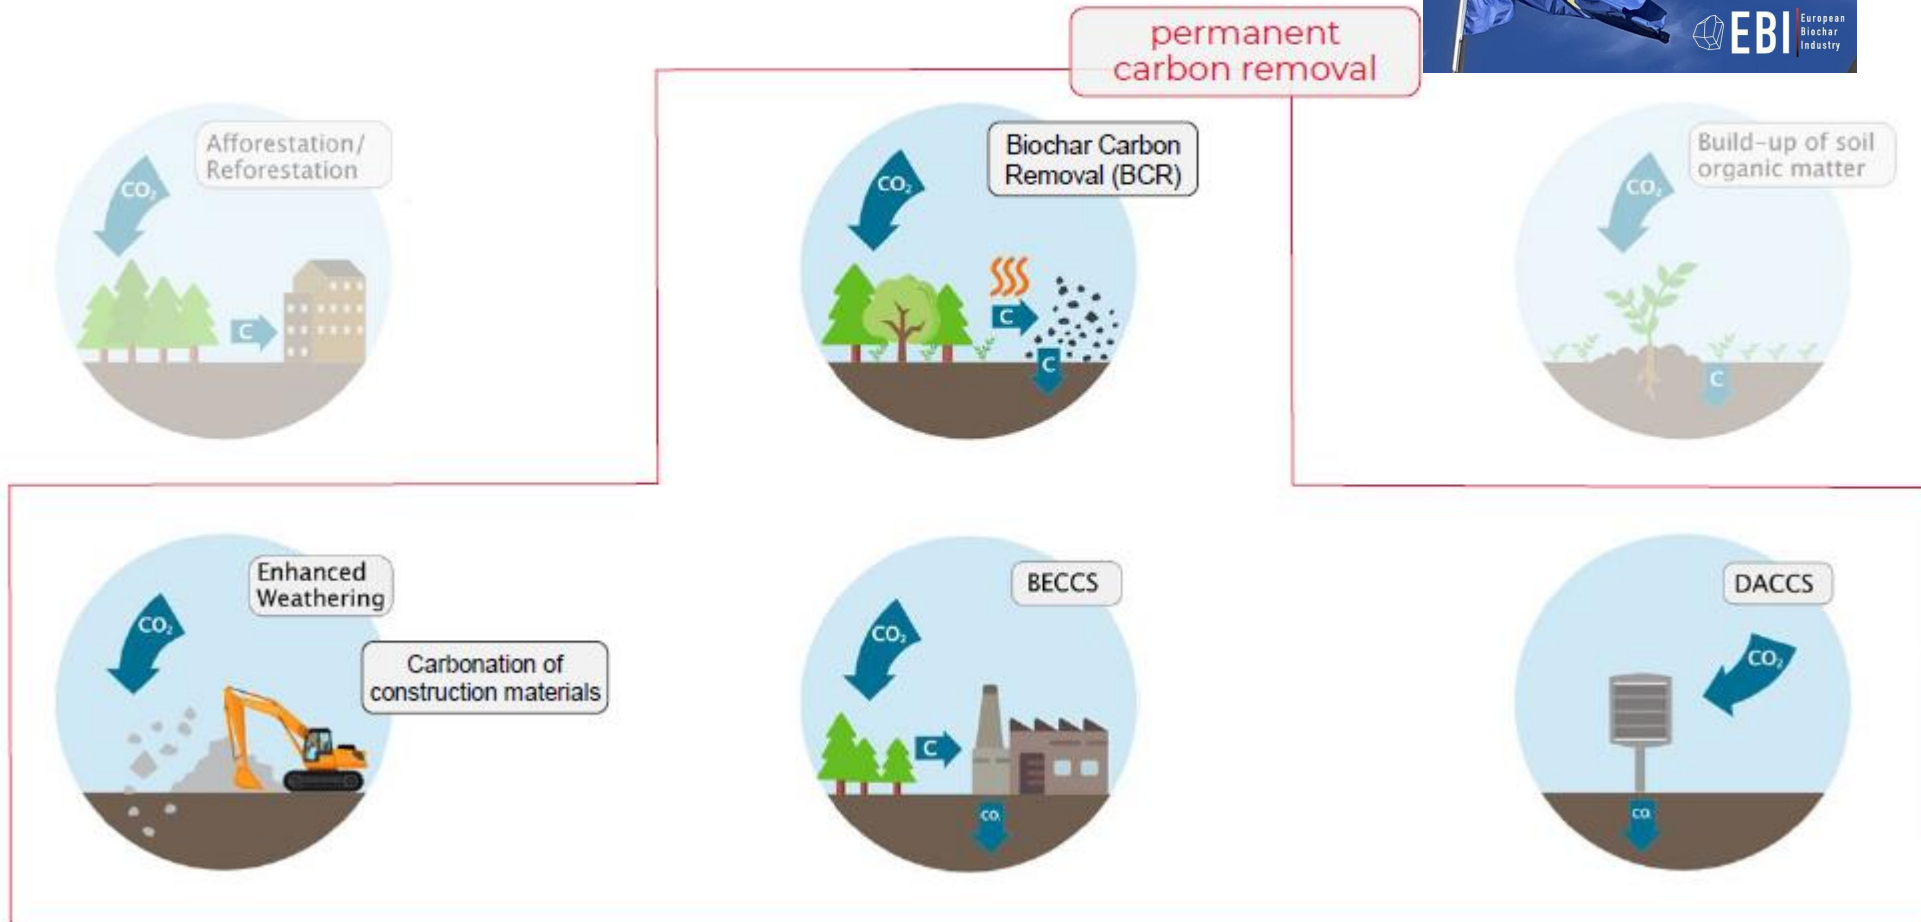 permanent
carbon removal
EBI
European
Biochar
Industry
Afforestation/
Reforestation
CO₂
C
Biochar Carbon
Removal (BCR)
CO₂
C
C
Build-up of soil
organic matter
CO₂
C
Enhanced
Weathering
CO₂
Carbonation of
construction materials
BECCS
CO₂
C
CO₂
DACCS
CO₂
CO₂